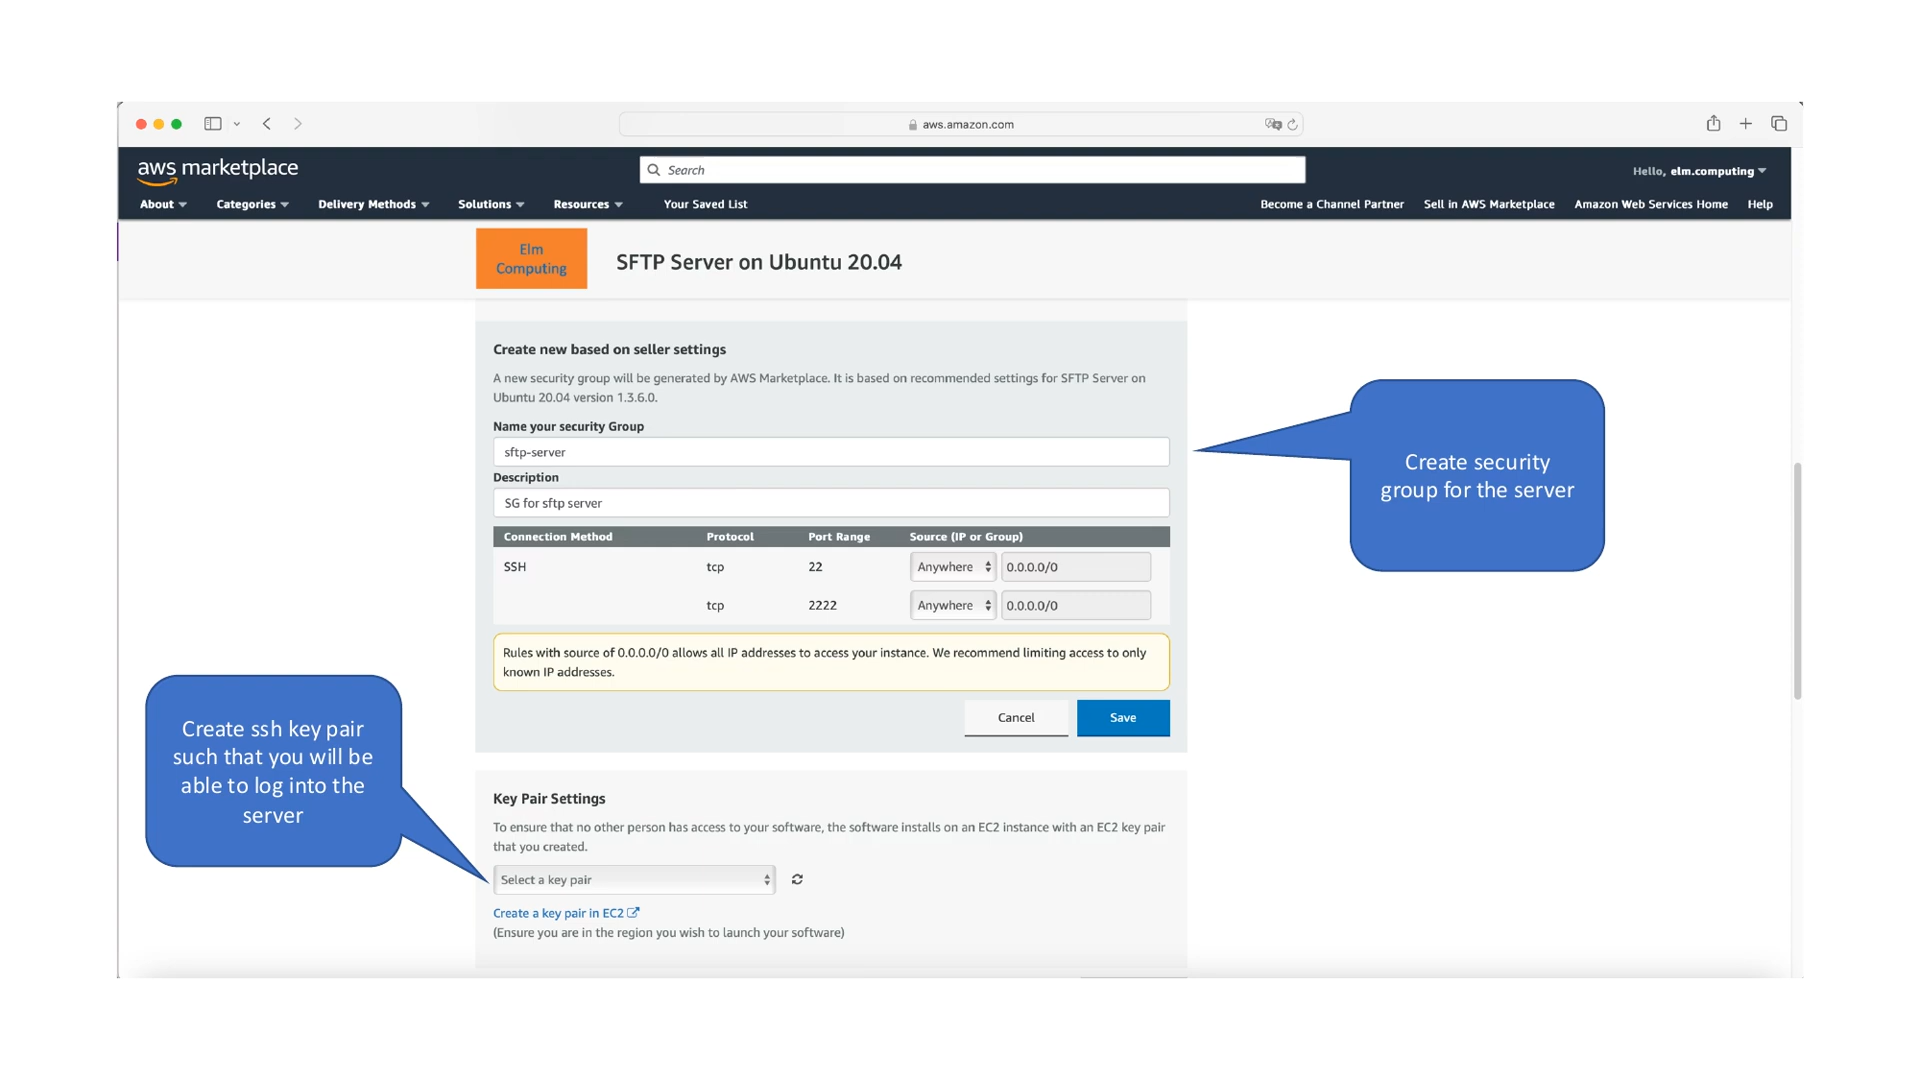 aws.amazon.com
aws marketplace
Search
Hello, elm.computing
About
Categories
Delivery Methods
Solutions
Resources
Your Saved List
Become a Channel Partner
Sell in AWS Marketplace
Amazon Web Services Home
Help
Elm
Computing
SFTP Server on Ubuntu 20.04
Create new based on seller settings
A new security group will be generated by AWS Marketplace. It is based on recommended settings for SFTP Server on
Ubuntu 20.04 version 1.3.6.0.
Name your security Group
sftp-server
Description
SG for sftp server
Connection Method Protocol Port Range Source (IP or Group)
SSH tcp 22 Anywhere 0.0.0.0/0
tcp 2222 Anywhere 0.0.0.0/0
Rules with source of 0.0.0.0/0 allows all IP addresses to access your instance. We recommend limiting access to only
known IP addresses.
Cancel
Save
Create security
group for the server
Create ssh key pair
such that you will be
able to log into the
server
Key Pair Settings
To ensure that no other person has access to your software, the software installs on an EC2 instance with an EC2 key pair
that you created.
Select a key pair
Create a key pair in EC2
(Ensure you are in the region you wish to launch your software)